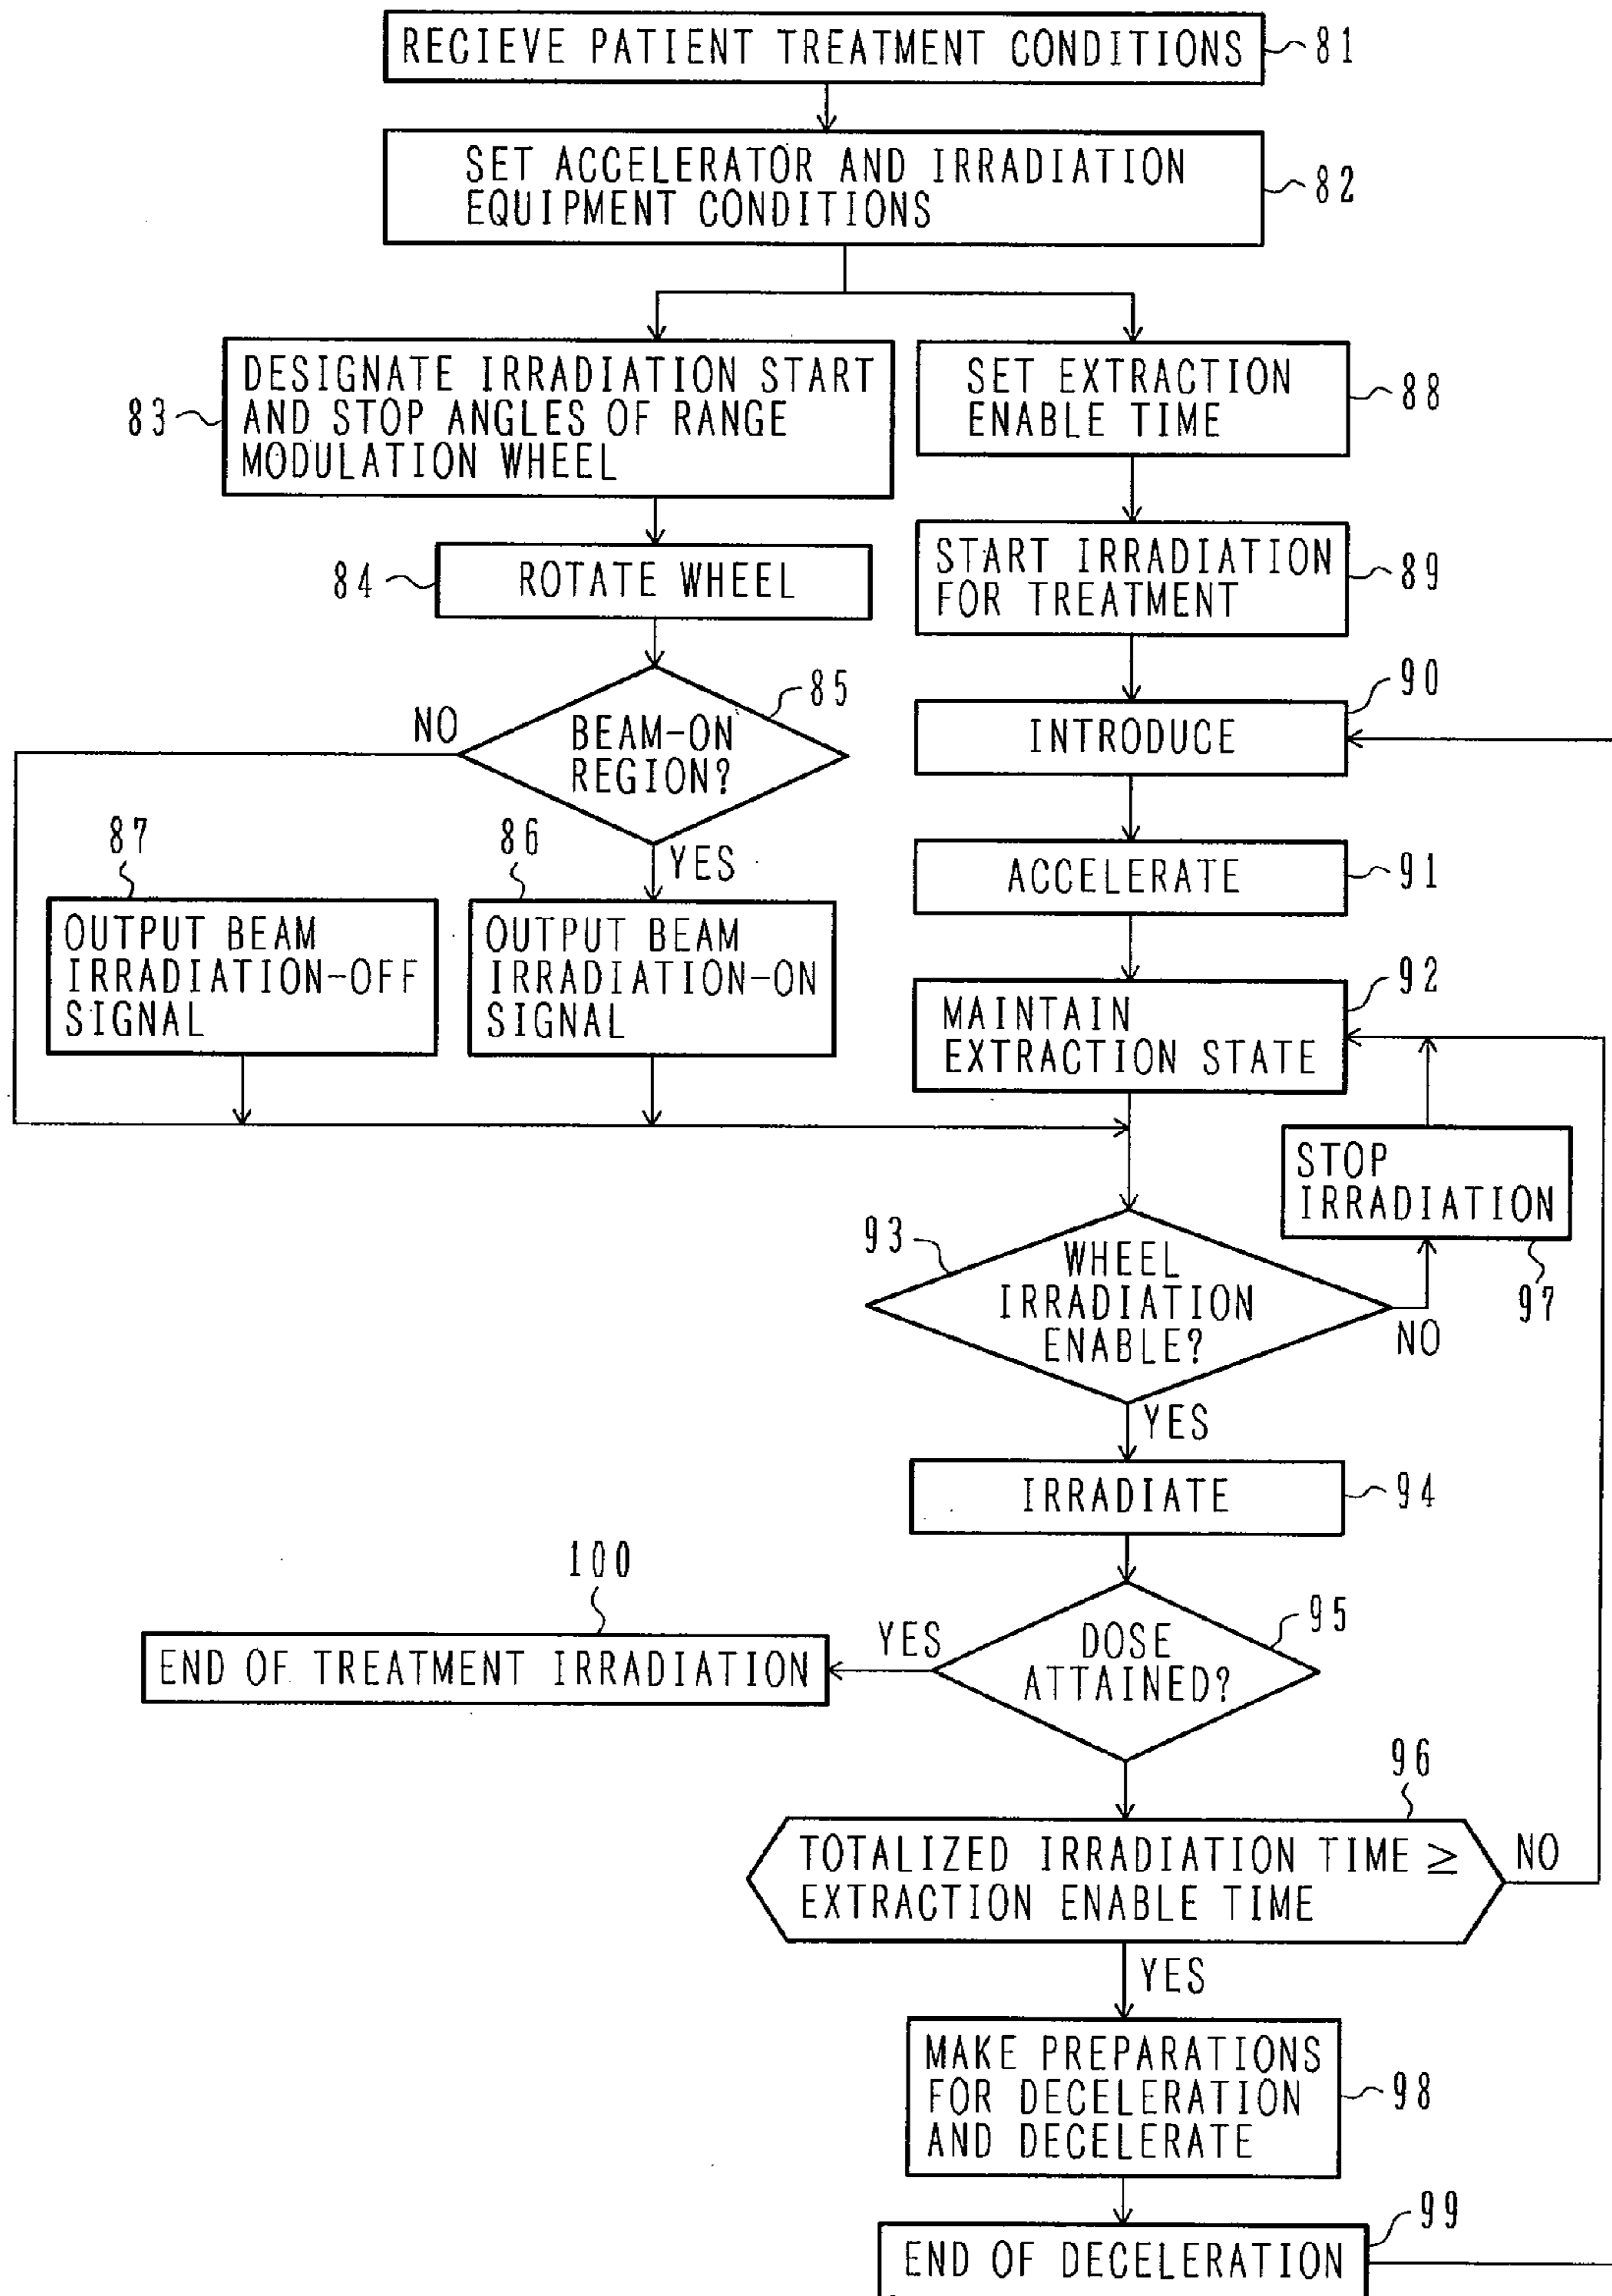 RECIEVE PATIENT TREATMENT CONDITIONS
81
SET ACCELERATOR AND IRRADIATION
EQUIPMENT CONDITIONS
82
DESIGNATE IRRADIATION START
AND STOP ANGLES OF RANGE
MODULATION WHEEL
83
SET EXTRACTION
ENABLE TIME
88
ROTATE WHEEL
84
START IRRADIATION
FOR TREATMENT
89
BEAM-ON
REGION?
85
NO
YES
INTRODUCE
90
87
OUTPUT BEAM
IRRADIATION-OFF
SIGNAL
86
OUTPUT BEAM
IRRADIATION-ON
SIGNAL
ACCELERATE
91
MAINTAIN
EXTRACTION STATE
92
STOP
IRRADIATION
97
93
WHEEL
IRRADIATION
ENABLE?
NO
YES
IRRADIATE
94
100
END OF TREATMENT IRRADIATION
YES
DOSE
ATTAINED?
95
96
TOTALIZED IRRADIATION TIME ≥
EXTRACTION ENABLE TIME
NO
YES
MAKE PREPARATIONS
FOR DECELERATION
AND DECELERATE
98
99
END OF DECELERATION